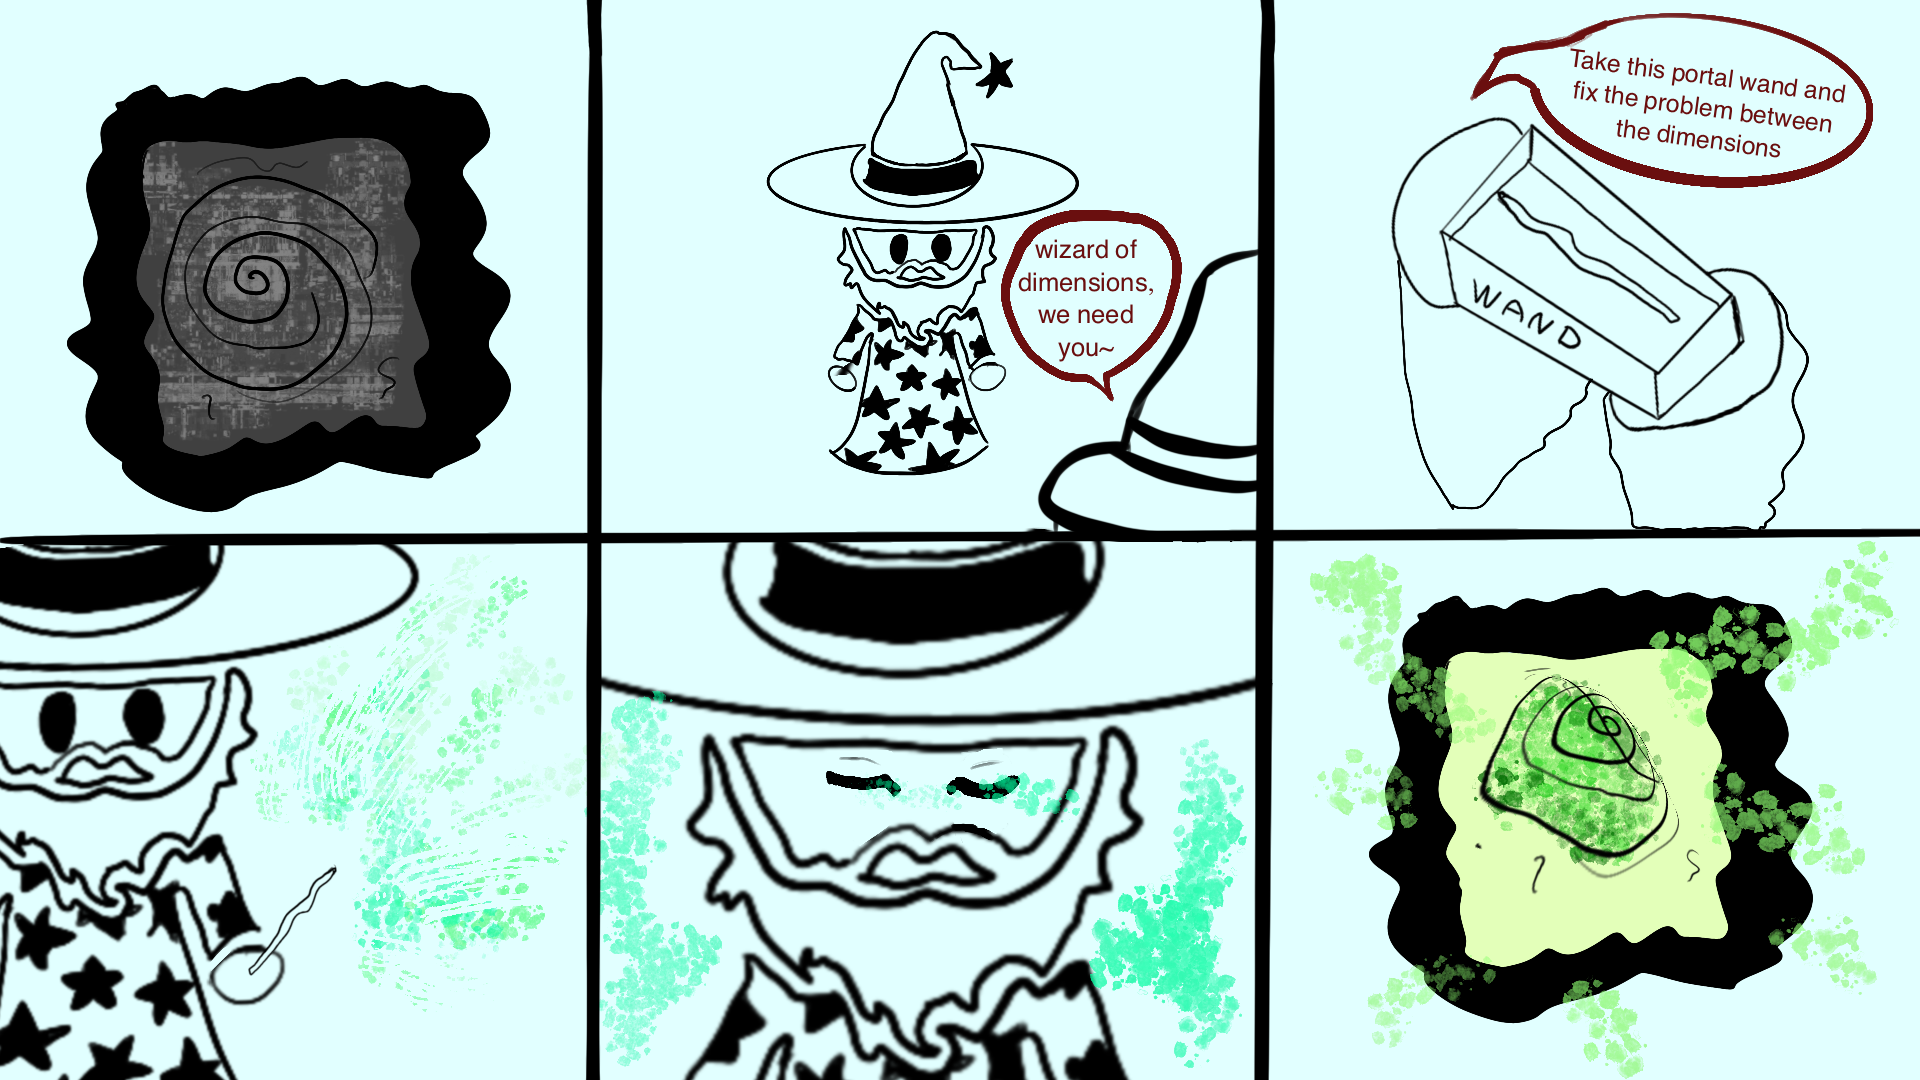 wizard of
dimensions,
we need
you~
Take this portal wand and
fix the problem between
the dimensions
WAND